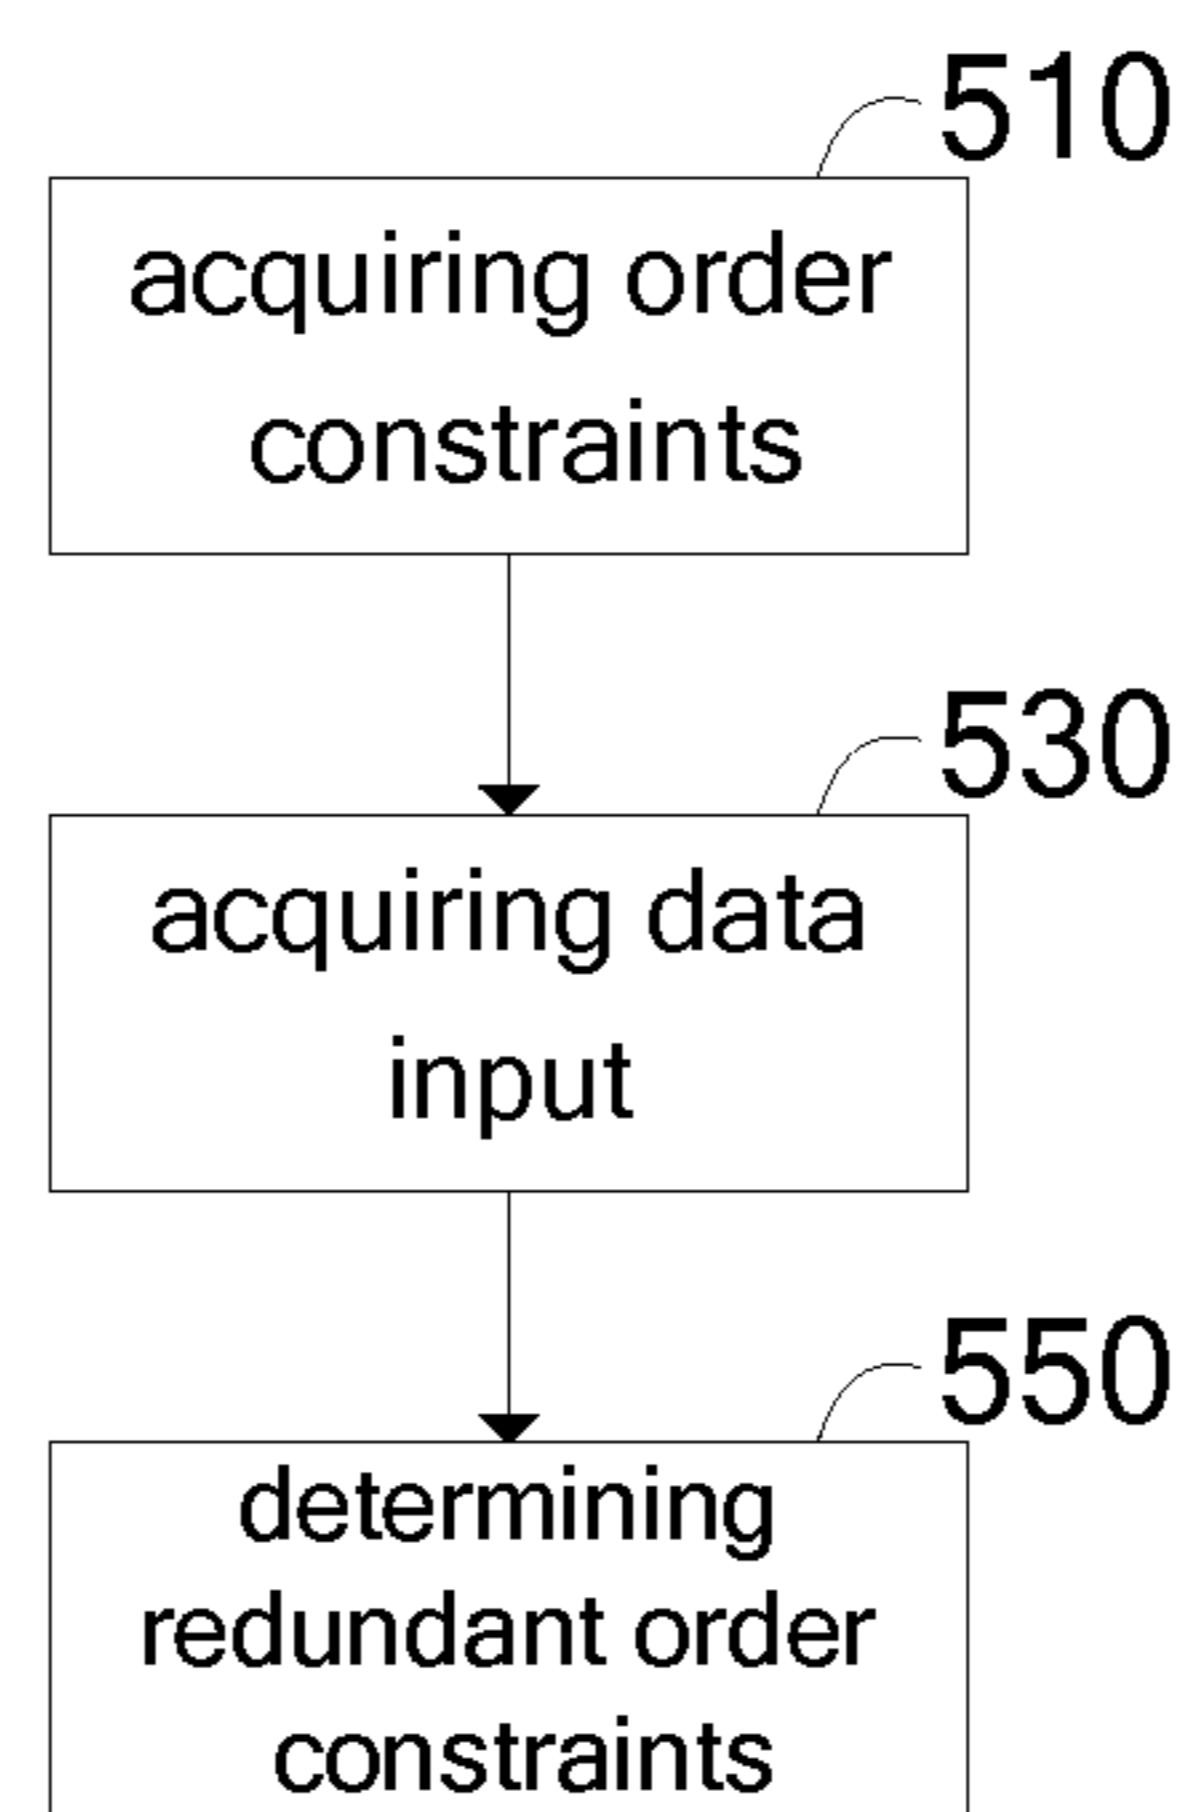 510
acquiring order
constraints
530
acquiring data
input
550
determining
redundant order
constraints